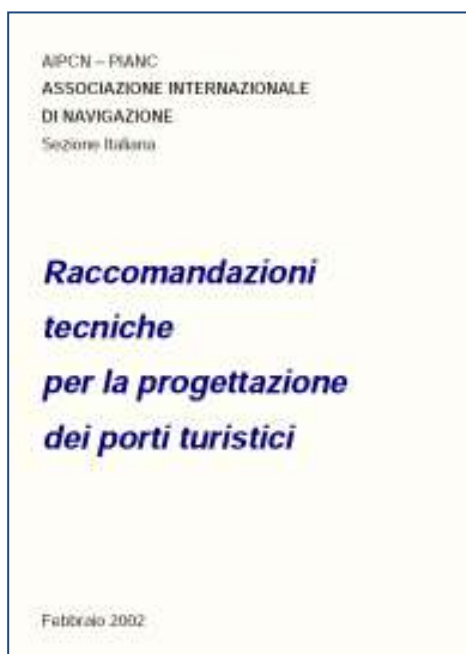 AIPCN – PIANC
ASSOCIAZIONE INTERNAZIONALE
DI NAVIGAZIONE
Sezione Italiana
Raccomandazioni
tecniche
per la progettazione
dei porti turistici
Febbraio 2002